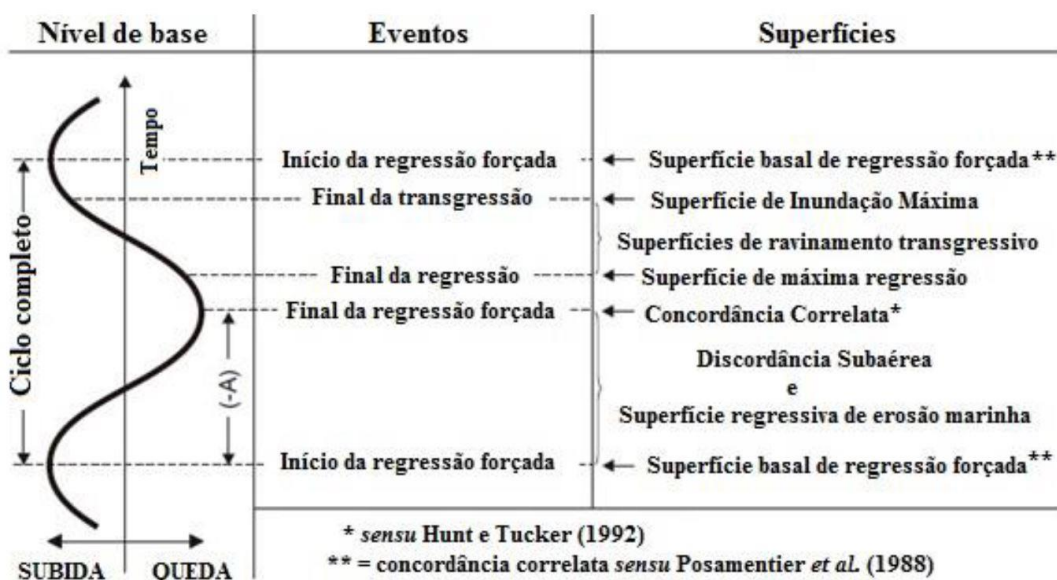 Nível de base Eventos Superfícies
Tempo
Ciclo completo
Início da regressão forçada Superfície basal de regressão forçada**
Final da transgressão Superfície de Inundação Máxima
Superfícies de ravinamento transgressivo
Final da regressão Superfície de máxima regressão
Final da regressão forçada Concordância Correlata*
(-A)
Discordância Subaérea
e
Superfície regressiva de erosão marinha
Início da regressão forçada Superfície basal de regressão forçada**
SUBIDA QUEDA
* sensu Hunt e Tucker (1992)
** = concordância correlata sensu Posamentier et al. (1988)